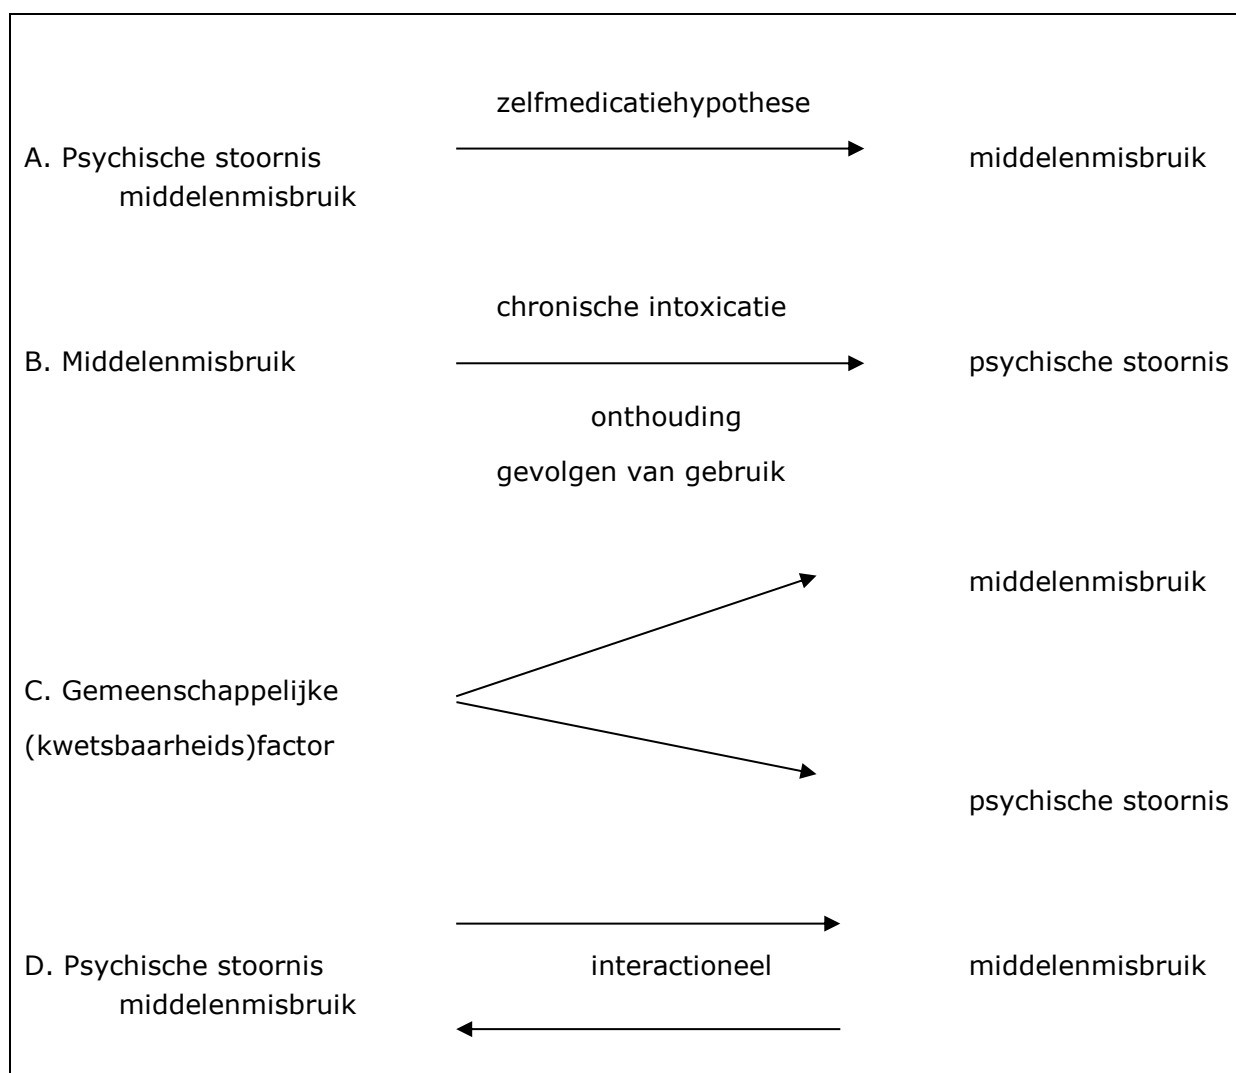 zelfmedicatiehypothese
A. Psychische stoornis
middelenmisbruik
middelenmisbruik
chronische intoxicatie
B. Middelenmisbruik
psychische stoornis
onthouding
gevolgen van gebruik
middelenmisbruik
C. Gemeenschappelijke
(kwetsbaarheids)factor
psychische stoornis
D. Psychische stoornis
middelenmisbruik
interactioneel
middelenmisbruik